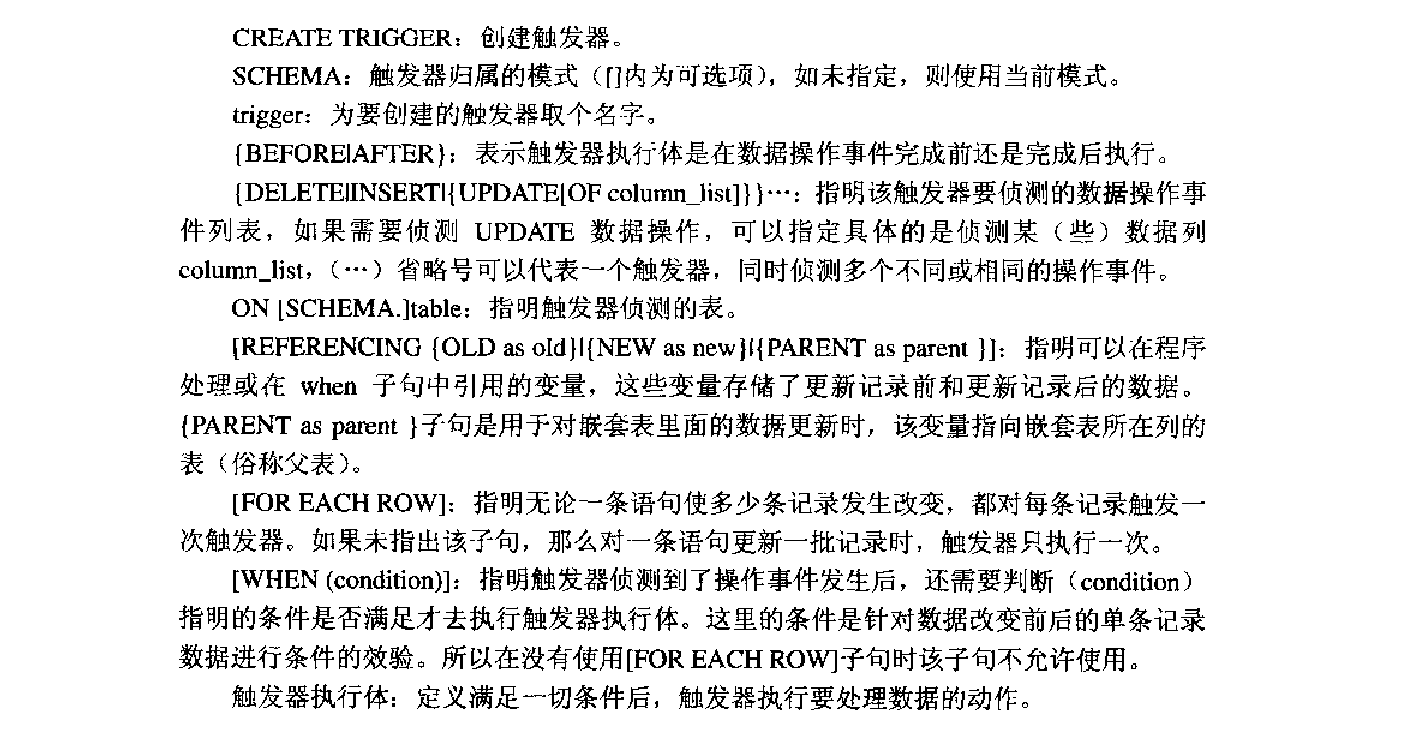 CREATE TRIGGER：创建触发器。
SCHEMA：触发器归属的模式（[]内为可选项），如未指定，则使用当前模式。
trigger：为要创建的触发器取个名字。
{BEFORE|AFTER}：表示触发器执行体是在数据操作事件完成前还是完成后执行。
{DELETE|INSERT|{UPDATE[OF column_list]}}…：指明该触发器要侦测的数据操作事
件列表，如果需要侦测 UPDATE 数据操作，可以指定具体的是侦测某（些）数据列
column_list，（…）省略号可以代表一个触发器，同时侦测多个不同或相同的操作事件。
ON [SCHEMA.]table：指明触发器侦测的表。
[REFERENCING {OLD as old}|{NEW as new}|{PARENT as parent }]：指明可以在程序
处理或在 when 子句中引用的变量，这些变量存储了更新记录前和更新记录后的数据。
{PARENT as parent }子句是用于对嵌套表里面的数据更新时，该变量指向嵌套表所在列的
表（俗称父表）。
[FOR EACH ROW]：指明无论一条语句使多少条记录发生改变，都对每条记录触发一
次触发器。如果未指出该子句，那么对一条语句更新一批记录时，触发器只执行一次。
[WHEN (condition)]：指明触发器侦测到了操作事件发生后，还需要判断（condition）
指明的条件是否满足才去执行触发器执行体。这里的条件是针对数据改变前后的单条记录
数据进行条件的效验。所以在没有使用[FOR EACH ROW]子句时该子句不允许使用。
触发器执行体：定义满足一切条件后，触发器执行要处理数据的动作。